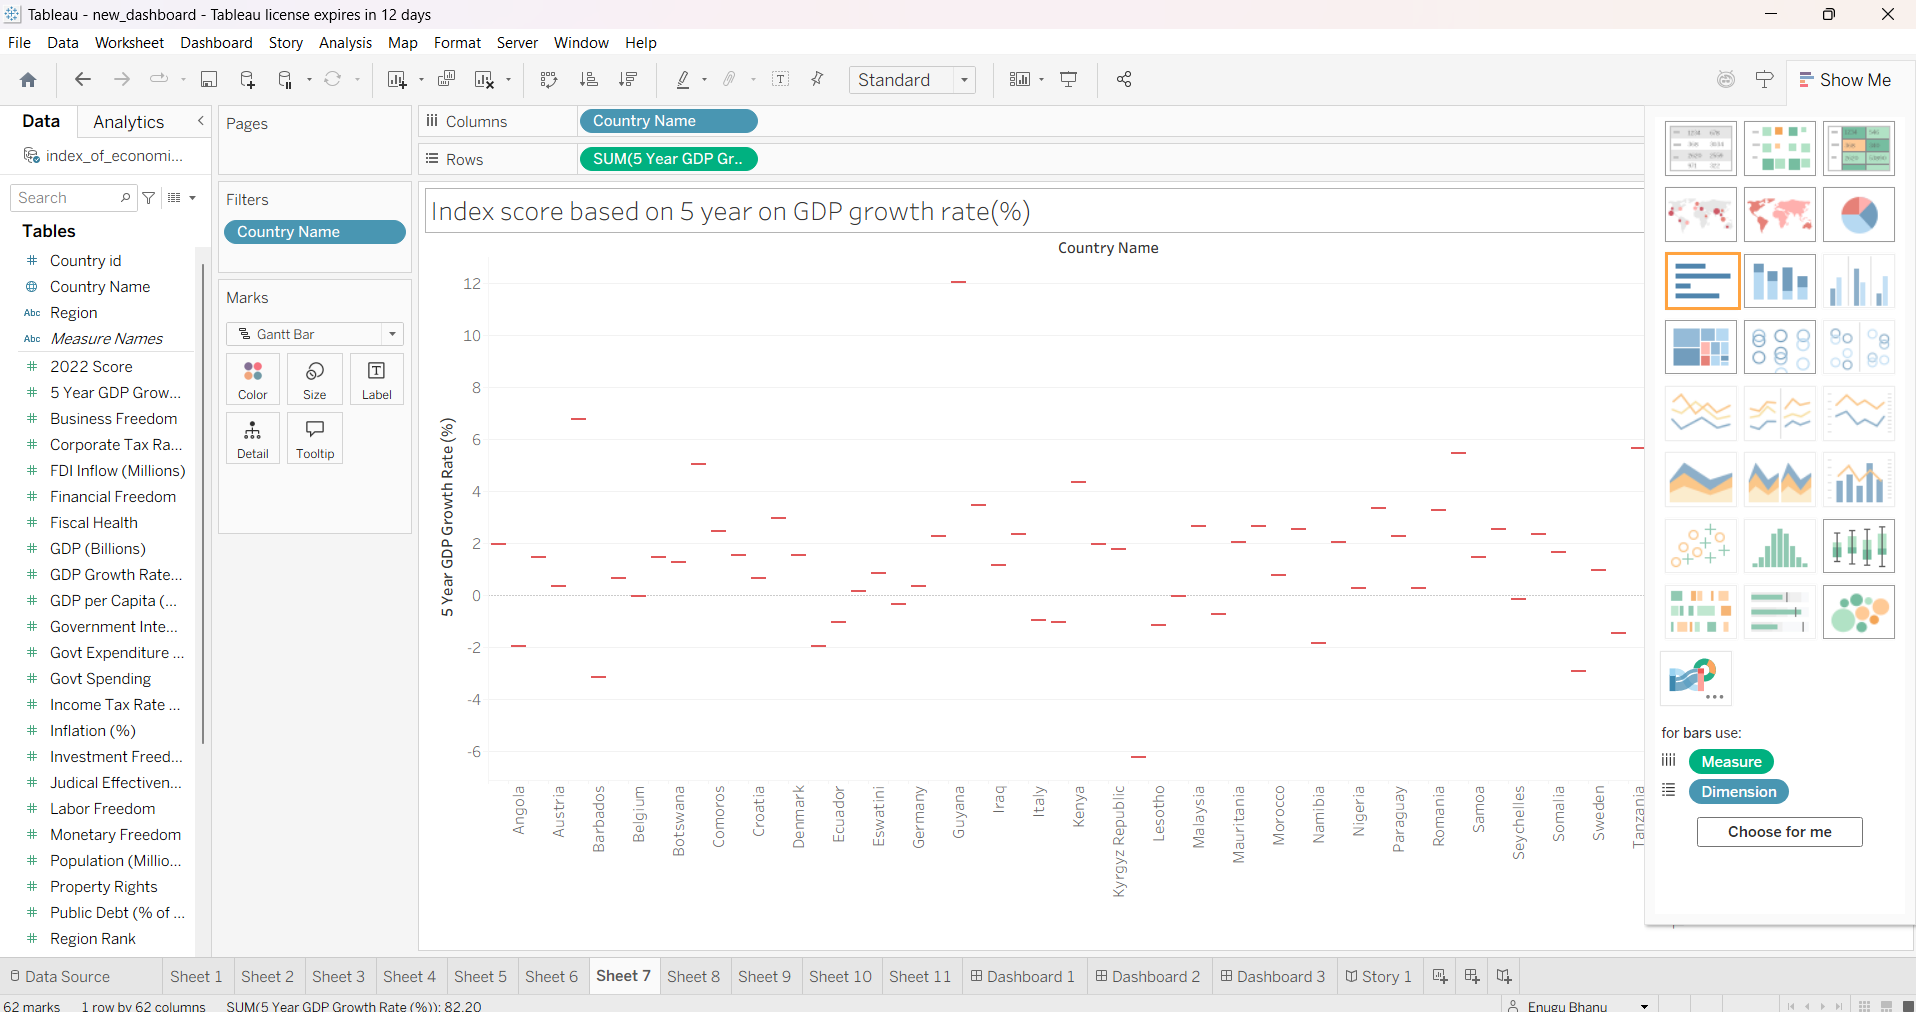 Tableau - new_dashboard - Tableau license expires in 12 days
File Data Worksheet Dashboard Story Analysis Map Format Server Window Help
Standard
Show Me
Data Analytics
index_of_economi...
Search
Tables
Country id
Country Name
Abc Region
Abc Measure Names
2022 Score
5 Year GDP Grow...
Business Freedom
Corporate Tax Ra...
FDI Inflow (Millions)
Financial Freedom
Fiscal Health
GDP (Billions)
GDP Growth Rate...
GDP per Capita (...
Government Inte...
Govt Expenditure ...
Govt Spending
Income Tax Rate ...
Inflation (%)
Investment Freed...
Judical Effectiven...
Labor Freedom
Monetary Freedom
Population (Millio...
Property Rights
Public Debt (% of ...
Region Rank
Pages
Filters
Country Name
Marks
Gantt Bar
Color Size Label
Detail Tooltip
Columns Country Name
Rows SUM(5 Year GDP Gr..
Index score based on 5 year on GDP growth rate(%)
Country Name
5 Year GDP Growth Rate (%)
12
10
8
6
4
2
0
-2
-4
-6
Angola
Austria
Barbados
Belgium
Botswana
Comoros
Croatia
Denmark
Ecuador
Eswatini
Germany
Guyana
Iraq
Italy
Kenya
Kyrgyz Republic
Lesotho
Malaysia
Mauritania
Morocco
Namibia
Nigeria
Paraguay
Romania
Samoa
Seychelles
Somalia
Sweden
Tanzania
for bars use:
Measure
Dimension
Choose for me
Data Source Sheet 1 Sheet 2 Sheet 3 Sheet 4 Sheet 5 Sheet 6 Sheet 7 Sheet 8 Sheet 9 Sheet 10 Sheet 11 Dashboard 1 Dashboard 2 Dashboard 3 Story 1
62 marks 1 row by 62 columns SUM(5 Year GDP Growth Rate (%)): 82.20
Enugu Bhanu